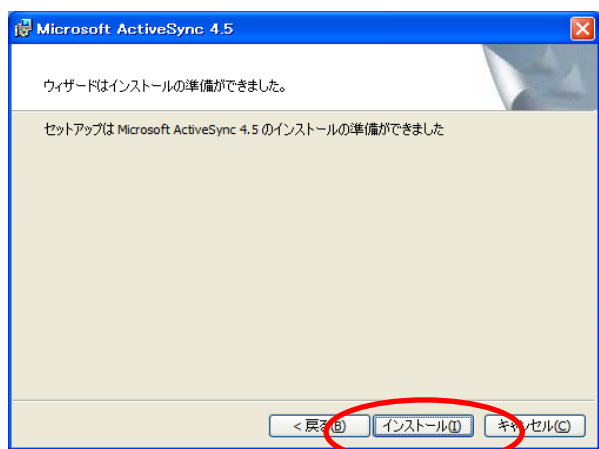 Microsoft ActiveSync 4.5
ウィザードはインストールの準備ができました。
セットアップは Microsoft ActiveSync 4.5 のインストールの準備ができました
< 戻る(B) インストール(I) キャンセル(C)